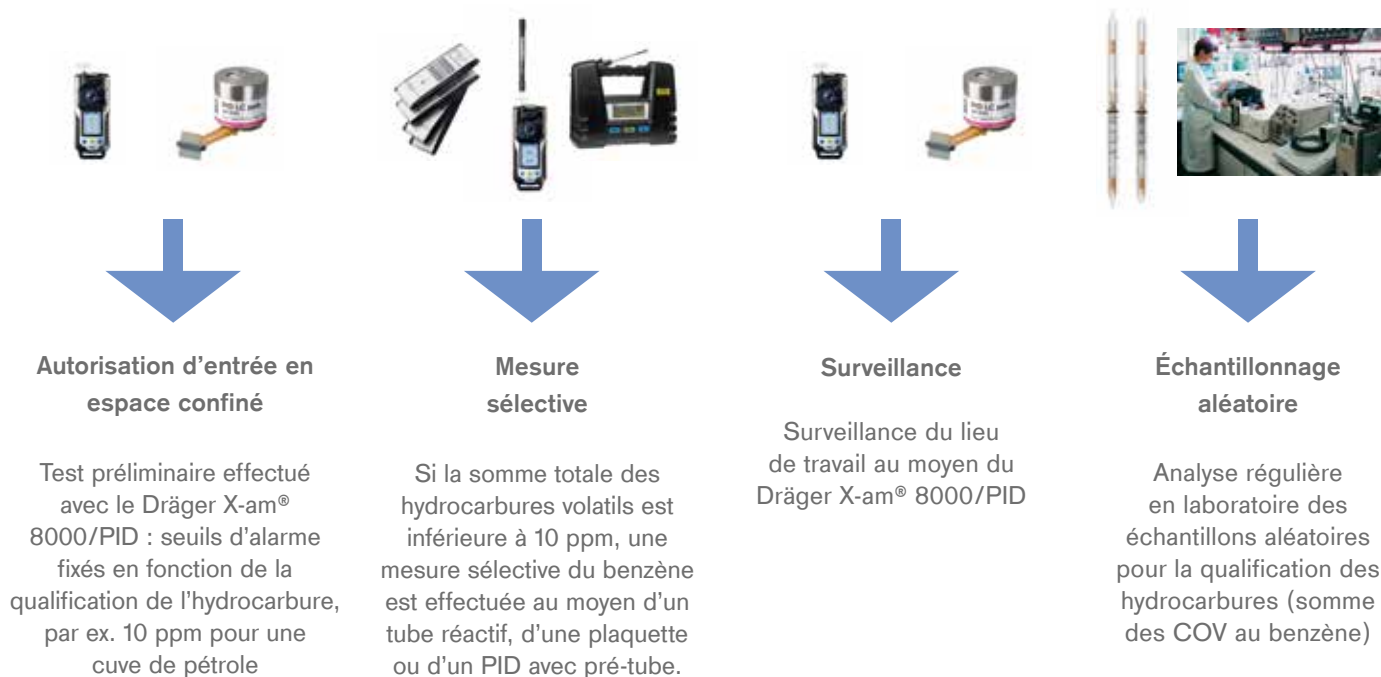 Autorisation d'entrée en
espace confiné
Test préliminaire effectué
avec le Dräger X-am®
8000/PID : seuils d'alarme
fixés en fonction de la
qualification de l'hydrocarbure,
par ex. 10 ppm pour une
cuve de pétrole
Mesure
sélective
Si la somme totale des
hydrocarbures volatils est
inférieure à 10 ppm, une
mesure sélective du benzène
est effectuée au moyen d'un
tube réactif, d'une plaquette
ou d'un PID avec pré-tube.
Surveillance
Surveillance du lieu
de travail au moyen du
Dräger X-am® 8000/PID
Échantillonnage
aléatoire
Analyse régulière
en laboratoire des
échantillons aléatoires
pour la qualification des
hydrocarbures (somme
des COV au benzène)